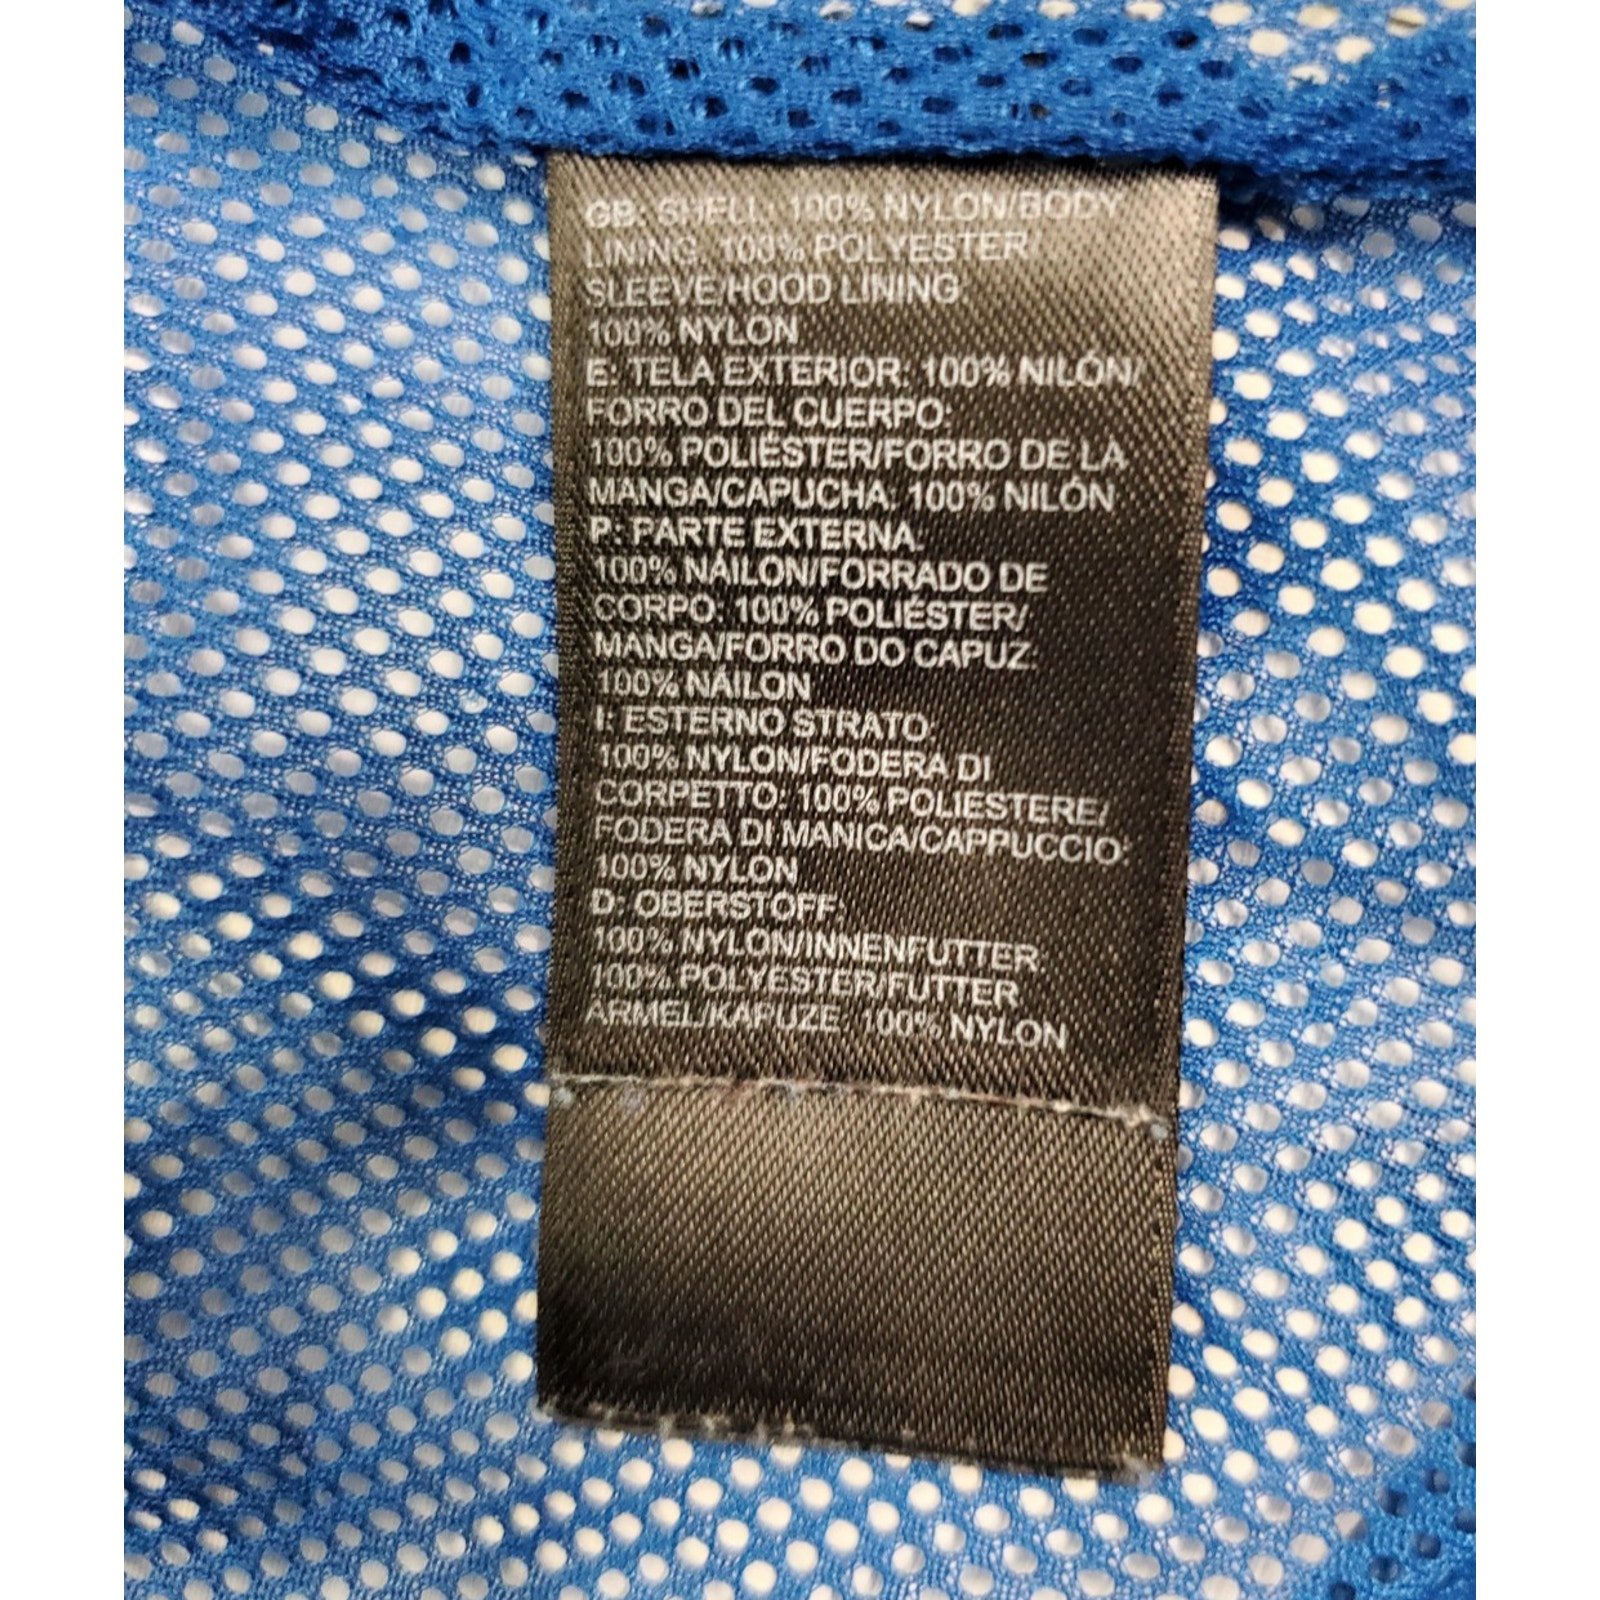 GB: SHELL: 100% NYLON/BODY
LINING: 100% POLYESTER/
SLEEVE/HOOD LINING:
100% NYLON
E: TELA EXTERIOR: 100% NILÓN/
FORRO DEL CUERPO:
100% POLIÉSTER/FORRO DE LA
MANGA/CAPUCHA: 100% NILÓN
P: PARTE EXTERNA:
100% NÁILON/FORRADO DE
CORPO: 100% POLIÉSTER/
MANGA/FORRO DO CAPUZ:
100% NÁILON
I: ESTERNO STRATO:
100% NYLON/FODERA DI
CORPETTO: 100% POLIESTERE/
FODERA DI MANICA/CAPPUCCIO:
100% NYLON
D: OBERSTOFF:
100% NYLON/INNENFUTTER:
100% POLYESTER/FUTTER
ÄRMEL/KAPUZE: 100% NYLON